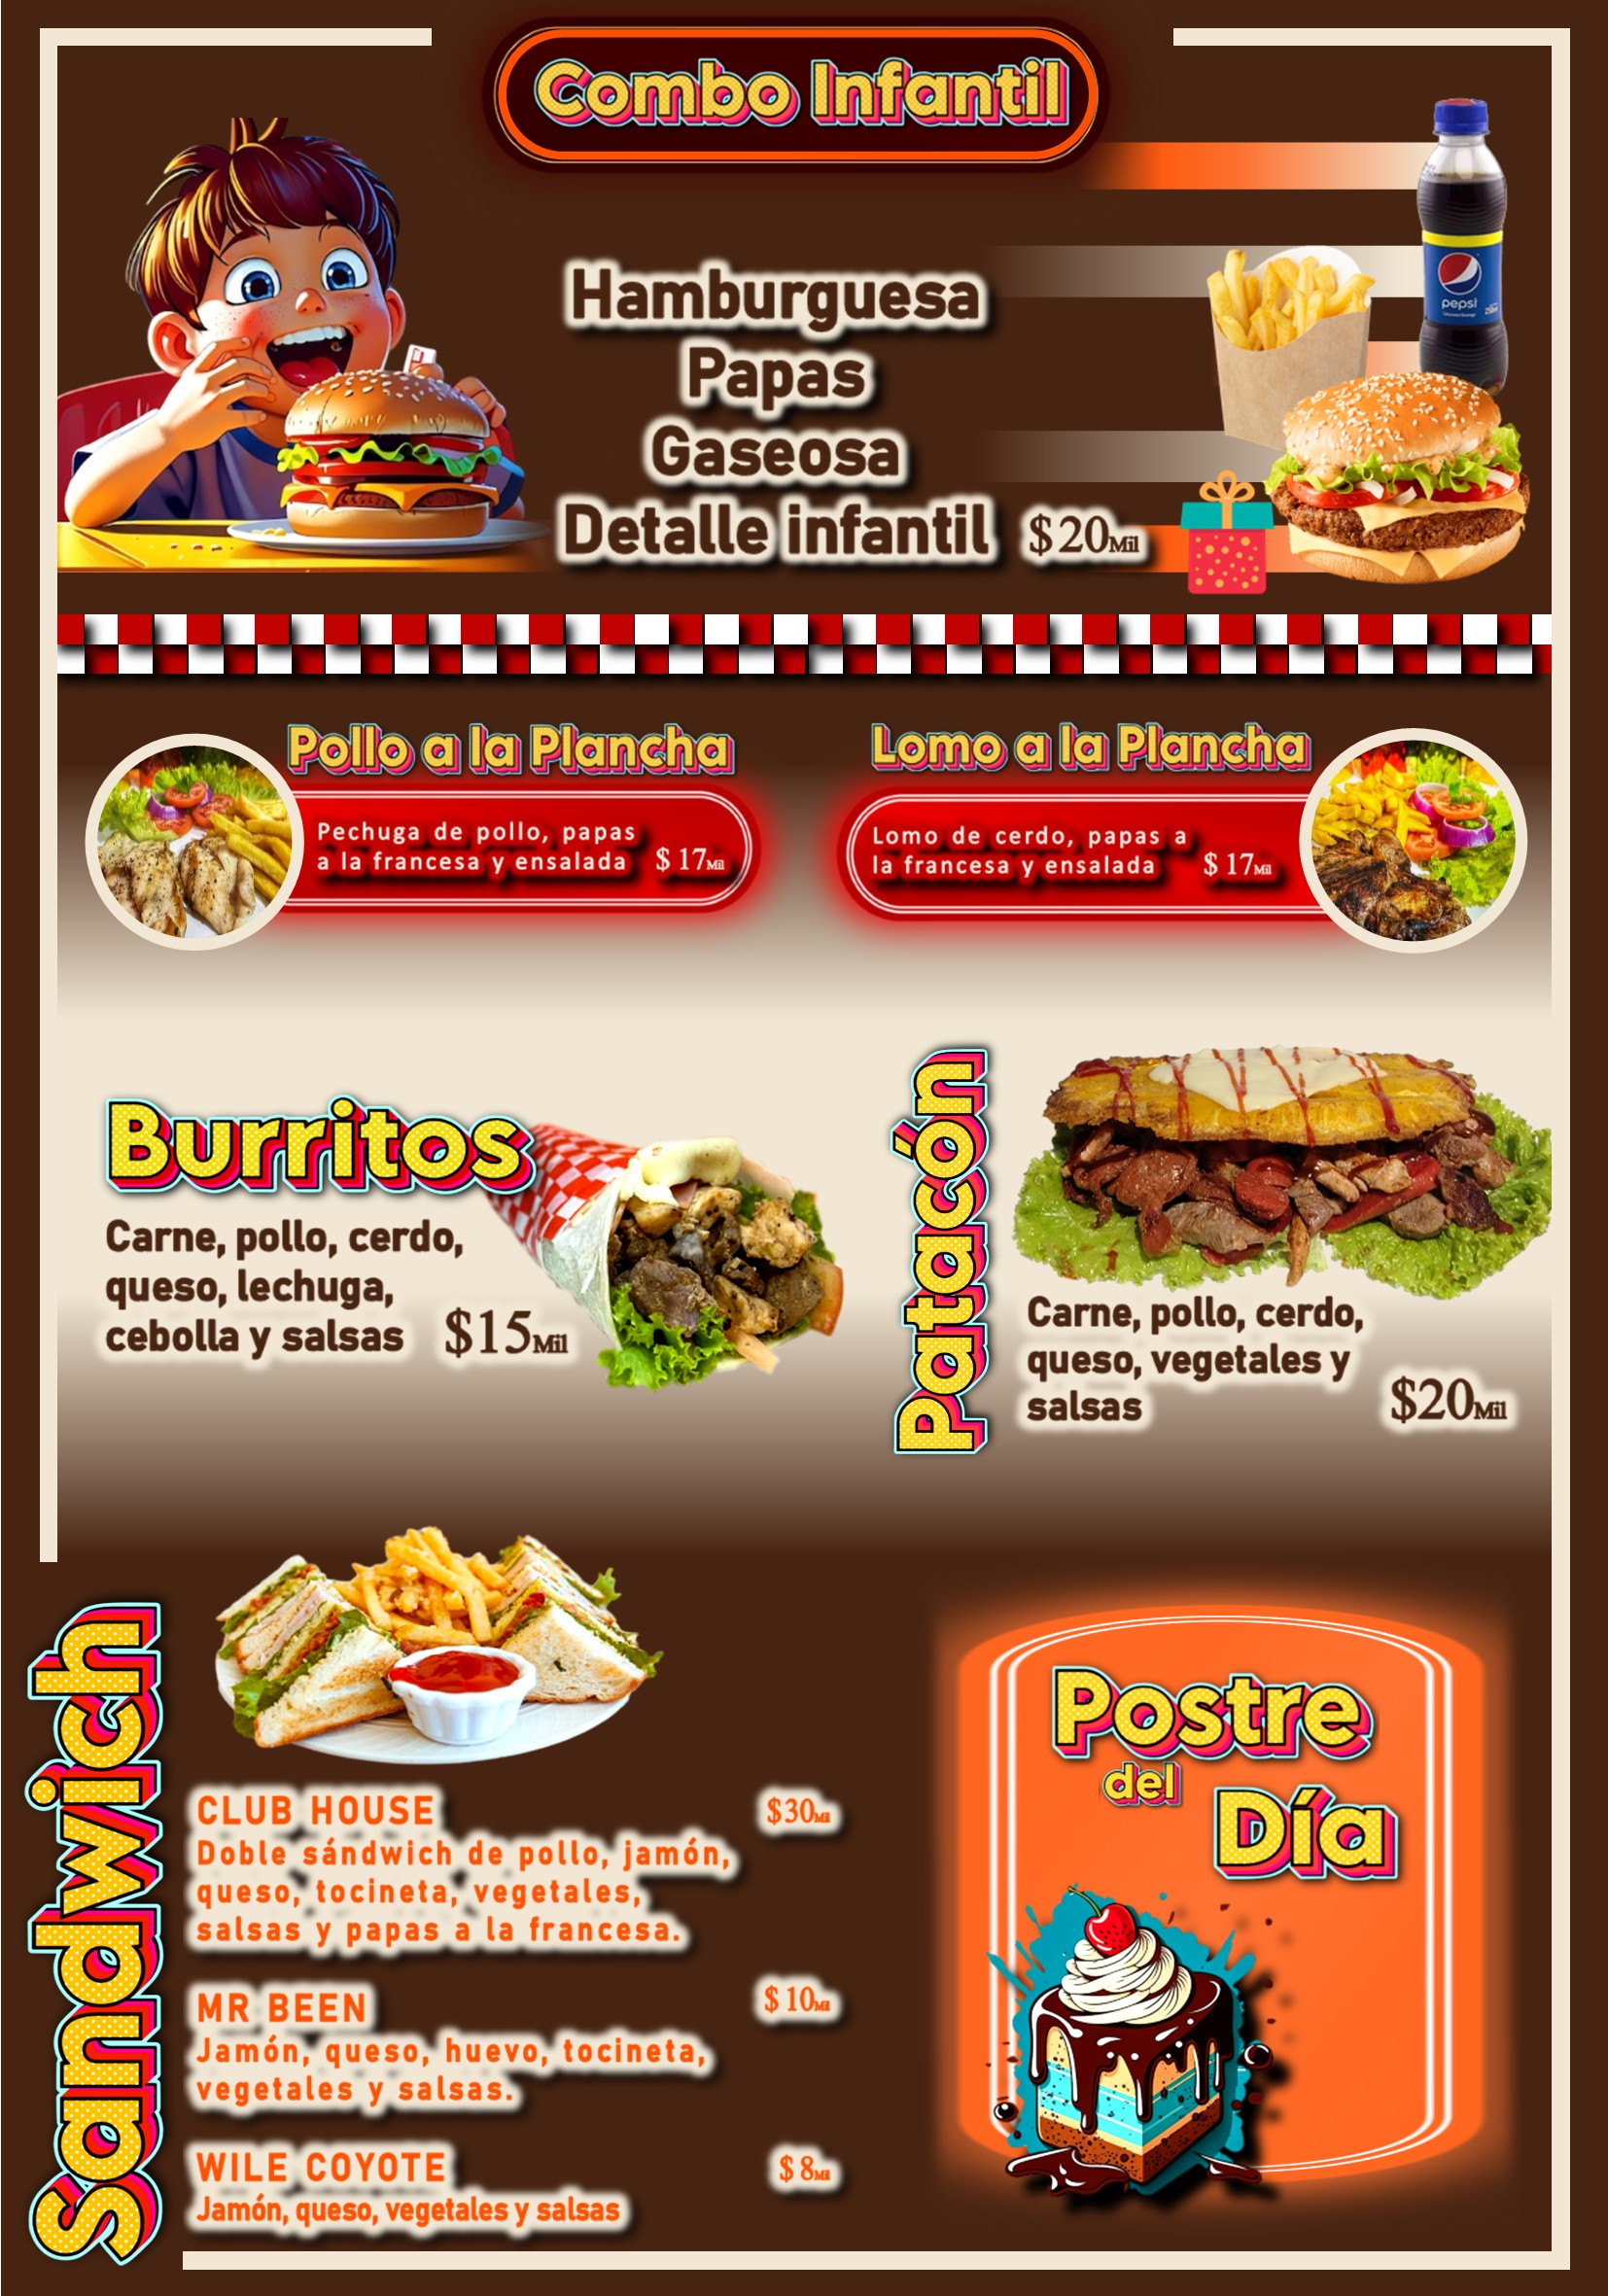 Combo Infantil
Hamburguesa
Papas
Gaseosa
Detalle infantil $20Mil
pepsi
Pollo a la Plancha
Pechuga de pollo, papas
a la francesa y ensalada $ 17Mil
Lomo a la Plancha
Lomo de cerdo, papas a
la francesa y ensalada $ 17Mil
Burritos
Carne, pollo, cerdo,
queso, lechuga,
cebolla y salsas $15Mil
Patacón
Carne, pollo, cerdo,
queso, vegetales y
salsas $20Mil
Sandwich
CLUB HOUSE $30Mil
Doble sándwich de pollo, jamón,
queso, tocineta, vegetales,
salsas y papas a la francesa.
MR BEEN $ 10Mil
Jamón, queso, huevo, tocineta,
vegetales y salsas.
WILE COYOTE $ 8Mil
Jamón, queso, vegetales y salsas
Postre
del
Día